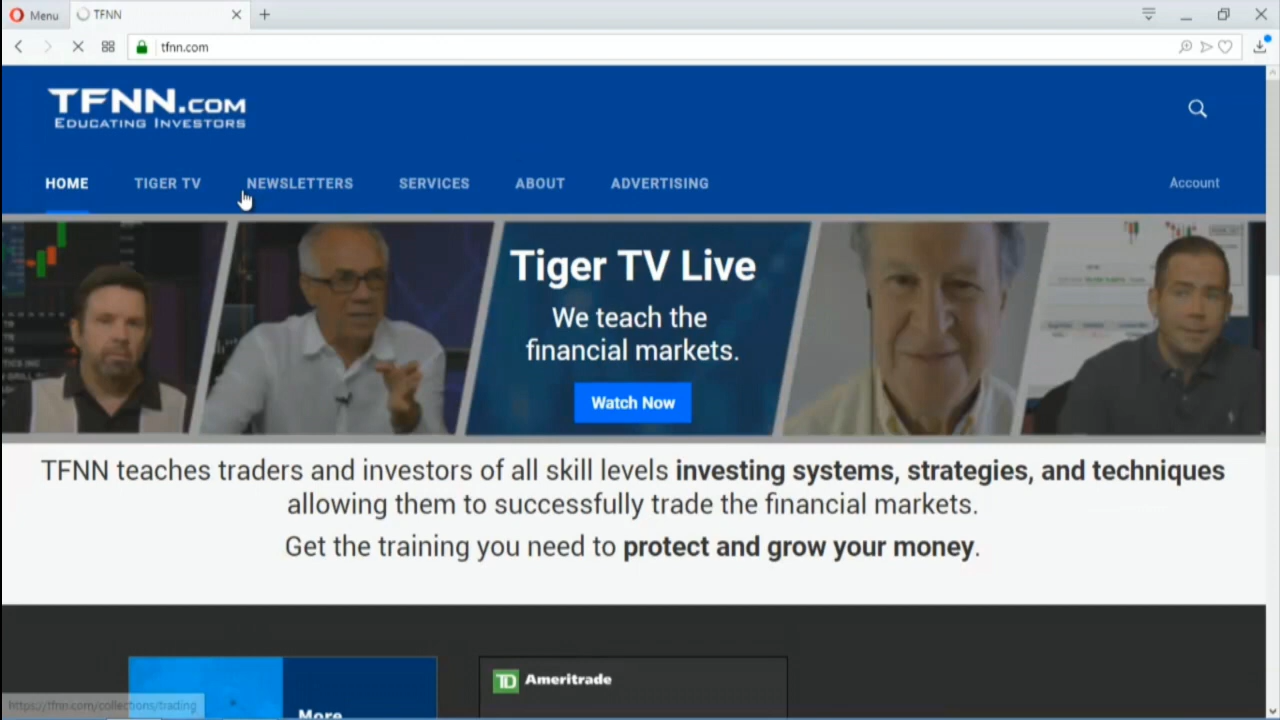 Menu
TFNN
tfnn.com
TFNN.COM
EDUCATING INVESTORS
HOME
TIGER TV
NEWSLETTERS
SERVICES
ABOUT
ADVERTISING
Account
Tiger TV Live
We teach the
financial markets.
Watch Now
TFNN teaches traders and investors of all skill levels investing systems, strategies, and techniques
allowing them to successfully trade the financial markets.
Get the training you need to protect and grow your money.
TD Ameritrade
More
https://tfnn.com/collections/trading